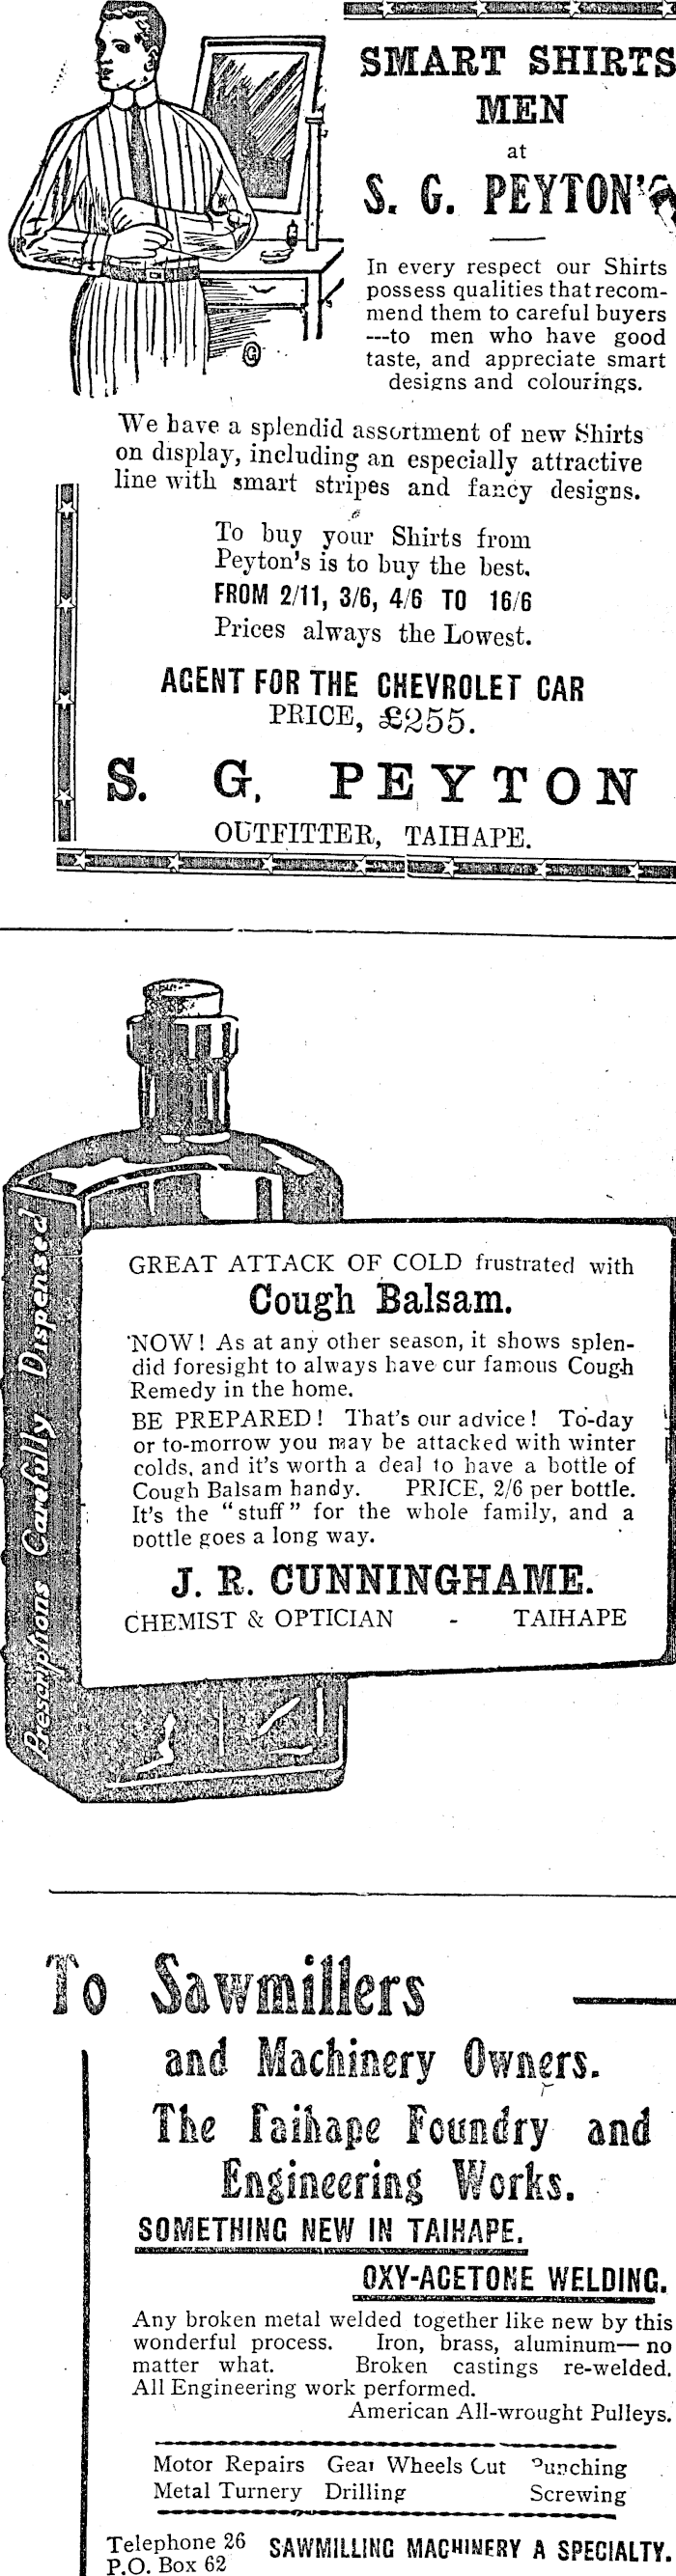 SMART SHIRTS
MEN
at
S. G. PEYTON'S
In every respect our Shirts
possess qualities that recom-
mend them to careful buyers
---to men who have good
taste, and appreciate smart
designs and colourings.
G
We have a splendid assortment of new Shirts
on display, including an especially attractive
line with smart stripes and fancy designs.
To buy your Shirts from
Peyton's is to buy the best.
FROM 2/11, 3/6, 4/6 TO 16/6
Prices always the Lowest.
AGENT FOR THE CHEVROLET CAR
PRICE, £255.
S. G. PEYTON
OUTFITTER, TAIHAPE.
Prescriptions Carefully Dispensed
GREAT ATTACK OF COLD frustrated with
Cough Balsam.
'NOW! As at any other season, it shows splen-
did foresight to always have cur famous Cough
Remedy in the home.
BE PREPARED! That's our advice! To-day
or to-morrow you may be attacked with winter
colds, and it's worth a deal to have a bottle of
Cough Balsam handy. PRICE, 2/6 per bottle.
It's the "stuff" for the whole family, and a
bottle goes a long way.
J. R. CUNNINGHAME.
CHEMIST & OPTICIAN - TAIHAPE
To Sawmillers
and Machinery Owners.
The Taihape Foundry and
Engineering Works.
SOMETHING NEW IN TAIHAPE.
OXY-ACETONE WELDING.
Any broken metal welded together like new by this
wonderful process. Iron, brass, aluminum— no
matter what. Broken castings re-welded.
All Engineering work performed.
American All-wrought Pulleys.
Motor Repairs Gear Wheels Cut Punching
Metal Turnery Drilling Screwing
Telephone 26 SAWMILLING MACHINERY A SPECIALTY.
P.O. Box 62